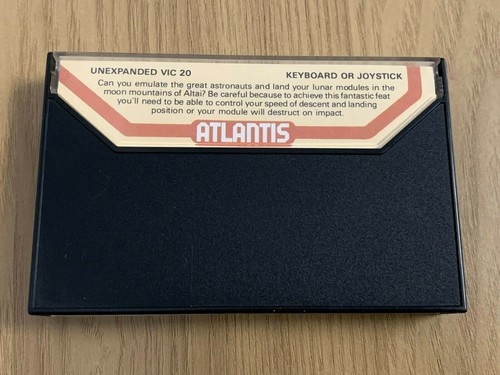 UNEXPANDED VIC 20 KEYBOARD OR JOYSTICK
Can you emulate the great astronauts and land your lunar modules in the
moon mountains of Altai? Be careful because to achieve this fantastic feat
you'll need to be able to control your speed of descent and landing
position or your module will destruct on impact.
ATLANTIS